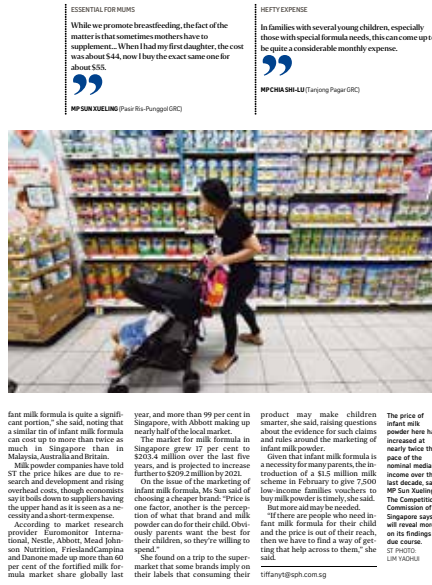 ESSENTIAL FOR MUMS
While we promote breastfeeding, the fact of the
matter is that sometimes mothers have to
supplement... When I had my first daughter, the cost
was about $44, now I buy the exact same one for
about $55.
MP SUN XUELING (Pasir Ris-Punggol GRC)
HEFTY EXPENSE
In families with several young children, especially
those with special formula needs, this can come up t
be quite a considerable monthly expense.
MP CHIA SHI-LU (Tanjong Pagar GRC)
fant milk formula is quite a signifi-
cant portion," she said, noting that
a similar tin of infant milk formula
can cost up to more than twice as
much in Singapore than in
Malaysia, Australia and Britain.
Milk powder companies have told
ST the price hikes are due to re-
search and development and rising
overhead costs, though economists
say it boils down to suppliers having
the upper hand as it is seen as a ne-
cessity and a short-term expense.
According to market research
provider Euromonitor Interna-
tional, Nestle, Abbott, Mead John-
son Nutrition, FrieslandCampina
and Danone made up more than 60
per cent of the fortified milk for-
mula market share globally last
year, and more than 99 per cent in
Singapore, with Abbott making up
nearly half of the local market.
The market for milk formula in
Singapore grew 17 per cent to
$203.4 million over the last five
years, and is projected to increase
further to $209.2 million by 2021.
On the issue of the marketing of
infant milk formula, Ms Sun said of
choosing a cheaper brand: "Price is
one factor, another is the percep-
tion of what that brand and milk
powder can do for their child. Obvi-
ously parents want the best for
their children, so they're willing to
spend."
She found on a trip to the super-
market that some brands imply on
their labels that consuming their
product may make children
smarter, she said, raising questions
about the evidence for such claims
and rules around the marketing of
infant milk powder.
Given that infant milk formula is
a necessity for many parents, the in-
troduction of a $1.5 million milk
scheme in February to give 7,500
low-income families vouchers to
buy milk powder is timely, she said.
But more aid may be needed.
"If there are people who need in-
fant milk formula for their child
and the price is out of their reach,
then we have to find a way of get-
ting that help across to them," she
said.
tiffanyt@sph.com.sg
The price of
infant milk
powder here ha
increased at
nearly twice th
pace of the
nominal media
income over th
last decade, sa
MP Sun Xuelin
The Competitio
Commission of
Singapore says
will reveal more
on its findings
due course.
ST PHOTO:
LIM YAOHUI